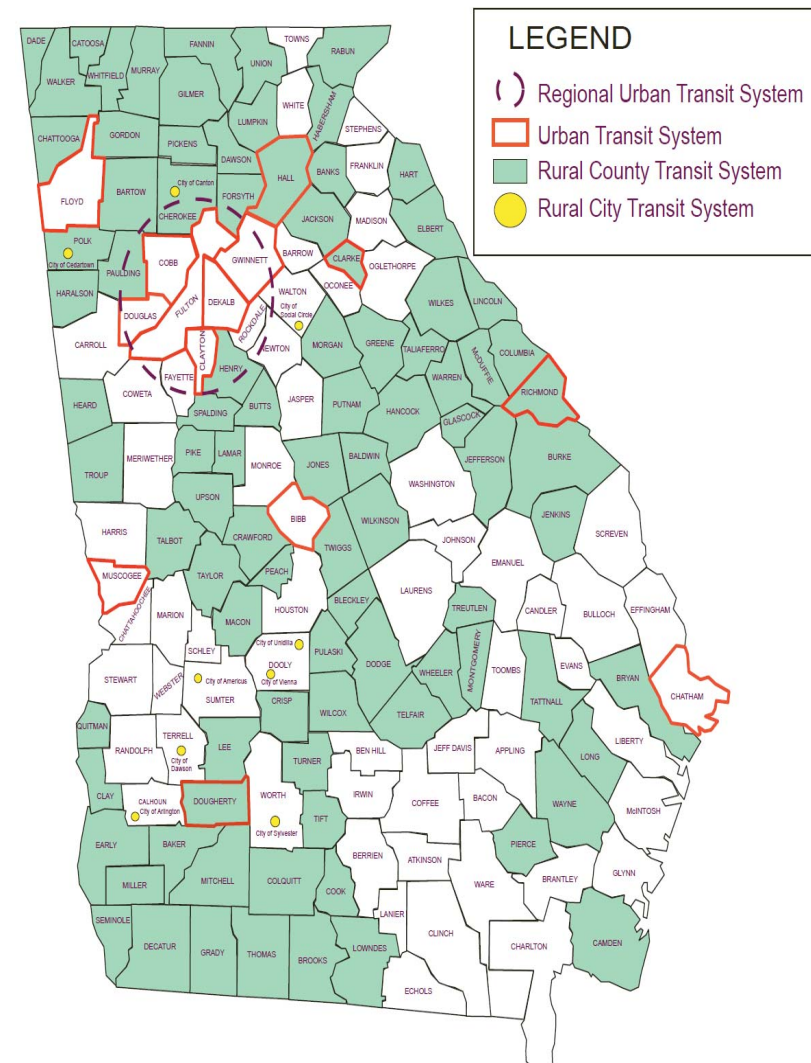 LEGEND
Regional Urban Transit System
Urban Transit System
Rural County Transit System
Rural City Transit System
DADE
CATOOSA
FANNIN
TOWNS
RABUN
WALKER
WHITFIELD
MURRAY
UNION
GILMER
WHITE
HABERSHAM
LUMPKIN
STEPHENS
CHATTOOGA
GORDON
PICKENS
DAWSON
HALL
BANKS
FRANKLIN
HART
FLOYD
BARTOW
City of Canton
CHEROKEE
FORSYTH
JACKSON
MADISON
ELBERT
POLK
City of Cedartown
PAULDING
COBB
GWINNETT
BARROW
CLARKE
OGLETHORPE
OCONEE
HARALSON
DOUGLAS
FULTON
DEKALB
WALTON
City of
Social Circle
ROCKDALE
WILKES
LINCOLN
CARROLL
CLAYTON
NEWTON
MORGAN
GREENE
TALIAFERRO
McDUFFIE
COLUMBIA
FAYETTE
HENRY
WARREN
RICHMOND
COWETA
SPALDING
BUTTS
JASPER
PUTNAM
HANCOCK
GLASCOCK
HEARD
MERIWETHER
PIKE
LAMAR
MONROE
JONES
BALDWIN
JEFFERSON
BURKE
TROUP
UPSON
WASHINGTON
JENKINS
HARRIS
TALBOT
CRAWFORD
BIBB
TWIGGS
WILKINSON
JOHNSON
SCREVEN
EMANUEL
MUSCOGEE
TAYLOR
PEACH
HOUSTON
BLECKLEY
LAURENS
TREUTLEN
CANDLER
BULLOCH
EFFINGHAM
CHATTAHOOCHEE
MARION
MACON
SCHLEY
City of Unidilla
DOOLY
City of Vienna
PULASKI
DODGE
WHEELER
MONTGOMERY
TOOMBS
EVANS
BRYAN
CHATHAM
STEWART
WEBSTER
City of Americus
SUMTER
CRISP
WILCOX
TELFAIR
TATTNALL
LIBERTY
QUITMAN
RANDOLPH
TERRELL
City of
Dawson
LEE
TURNER
BEN HILL
JEFF DAVIS
APPLING
LONG
CLAY
CALHOUN
City of Arlington
DOUGHERTY
WORTH
City of Sylvester
TIFT
IRWIN
COFFEE
BACON
WAYNE
McINTOSH
EARLY
BAKER
MITCHELL
COLQUITT
BERRIEN
ATKINSON
PIERCE
WARE
BRANTLEY
GLYNN
MILLER
COOK
LANIER
SEMINOLE
DECATUR
GRADY
THOMAS
BROOKS
LOWNDES
CLINCH
CHARLTON
CAMDEN
ECHOLS